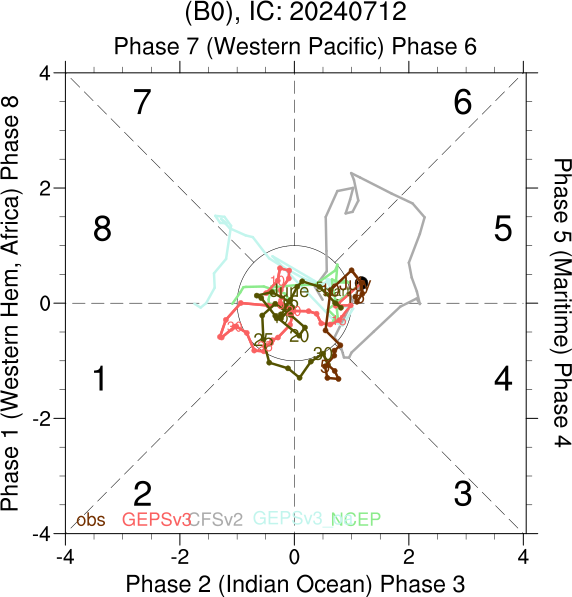 (B0), IC: 20240712
Phase 7 (Western Pacific) Phase 6
Phase 1 (Western Hem, Africa) Phase 8
Phase 5 (Maritime) Phase 4
4
2
0
-2
-4
7 6
8 5
1 4
2 3
June
July
25 20 30
obs GEPSv3 CFSv2 GEPSv3 NCEP
-4 -2 0 2 4
Phase 2 (Indian Ocean) Phase 3